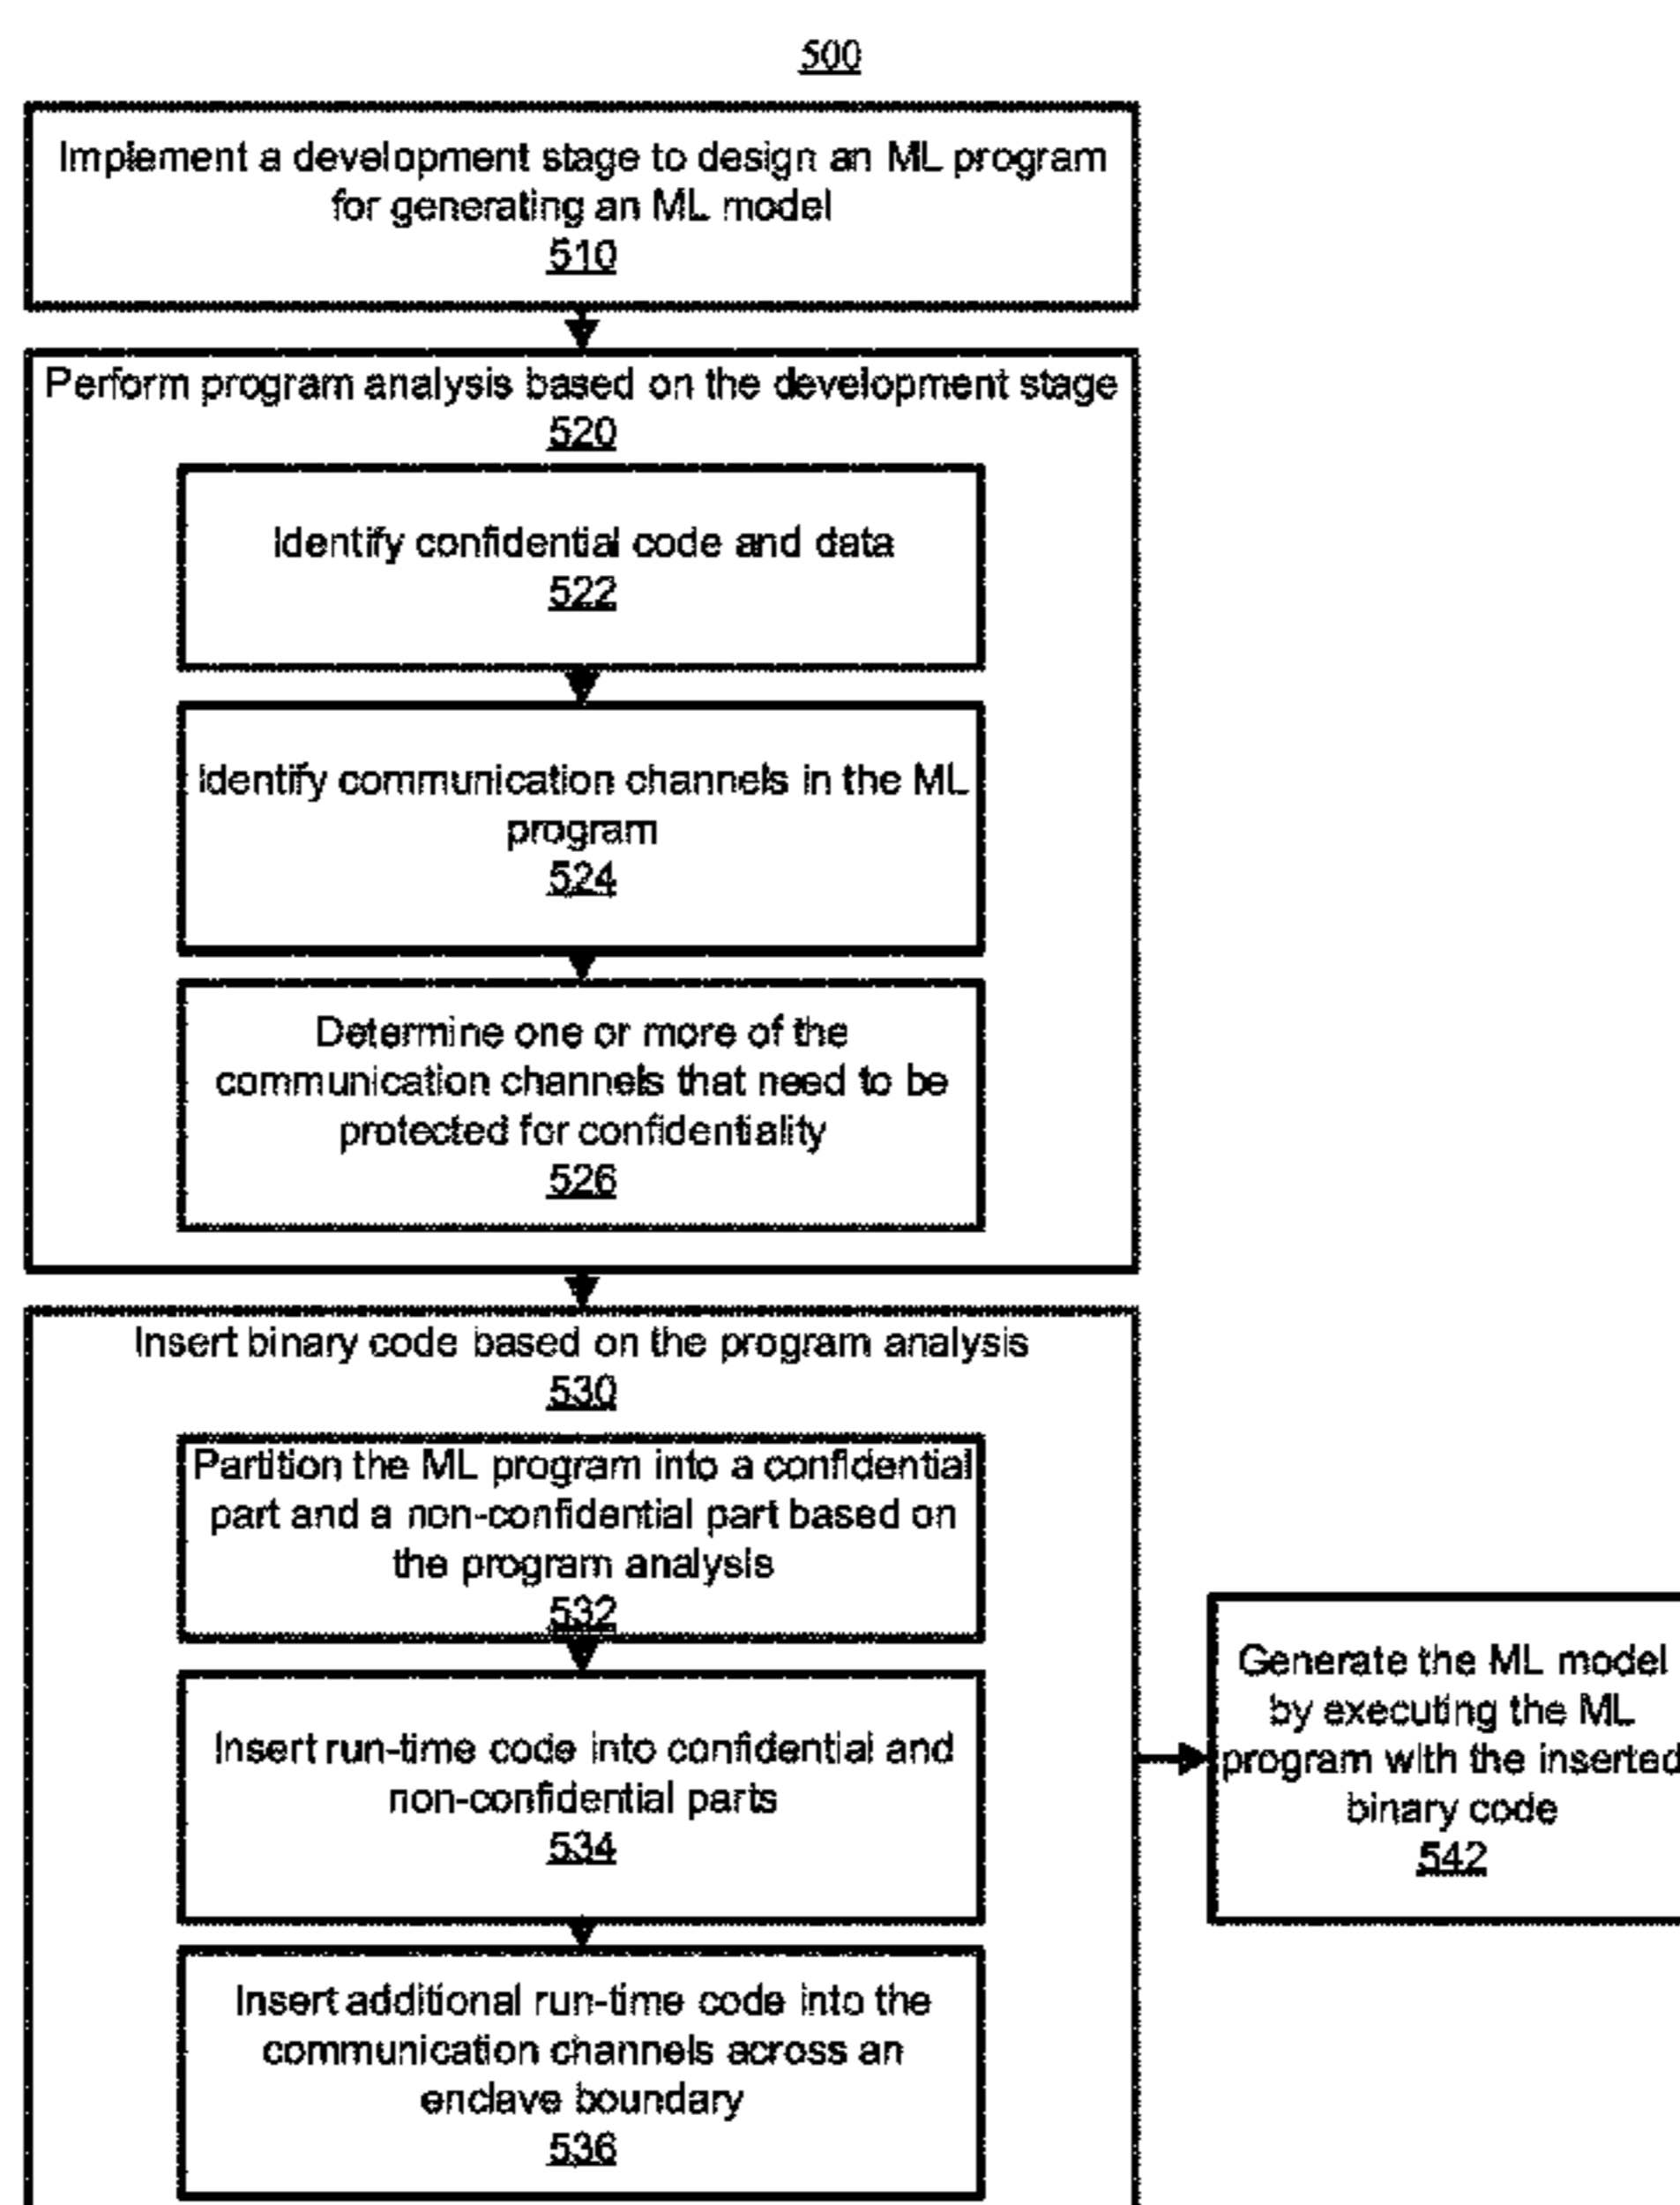 500
Implement a development stage to design an ML program
for generating an ML model
510
Perform program analysis based on the development stage
520
Identify confidential code and data
522
Identify communication channels in the ML
program
524
Determine one or more of the
communication channels that need to be
protected for confidentiality
526
Insert binary code based on the program analysis
530
Partition the ML program into a confidential
part and a non-confidential part based on
the program analysis
532
Insert run-time code into confidential and
non-confidential parts
534
Insert additional run-time code into the
communication channels across an
enclave boundary
536
Generate the ML model
by executing the ML
program with the inserted
binary code
542